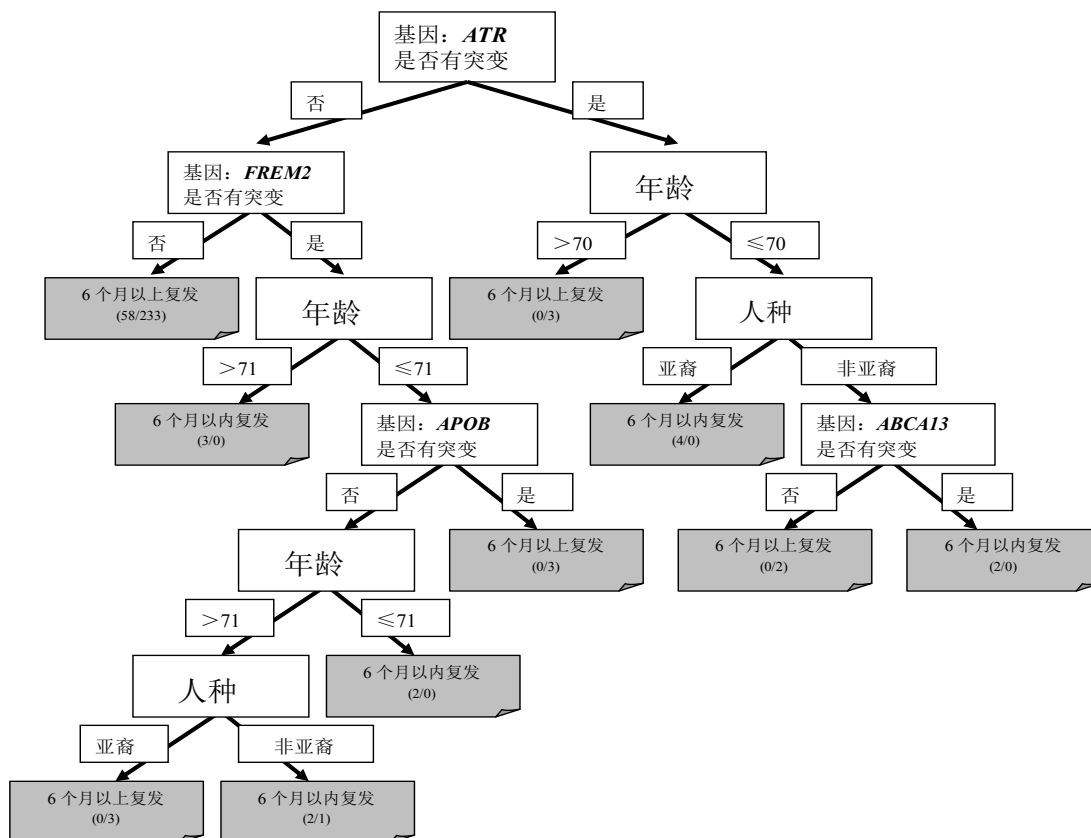 基因：ATR
是否有突变
否
是
基因：FREM2
是否有突变
年龄
否
是
＞70
≤70
6 个月以上复发
(58/233)
年龄
6 个月以上复发
(0/3)
人种
＞71
≤71
亚裔
非亚裔
6 个月以内复发
(3/0)
基因：APOB
是否有突变
6 个月以内复发
(4/0)
基因：ABCA13
是否有突变
否
是
否
是
年龄
6 个月以上复发
(0/3)
6 个月以上复发
(0/2)
6 个月以内复发
(2/0)
＞71
≤71
人种
6 个月以内复发
(2/0)
亚裔
非亚裔
6 个月以上复发
(0/3)
6 个月以内复发
(2/1)